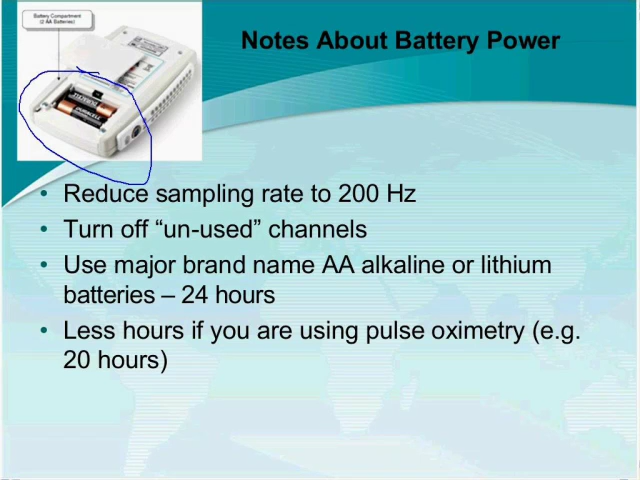 Battery Compartment
(2 AA Batteries)
Notes About Battery Power
• Reduce sampling rate to 200 Hz
• Turn off “un-used” channels
• Use major brand name AA alkaline or lithium
batteries – 24 hours
• Less hours if you are using pulse oximetry (e.g.
20 hours)